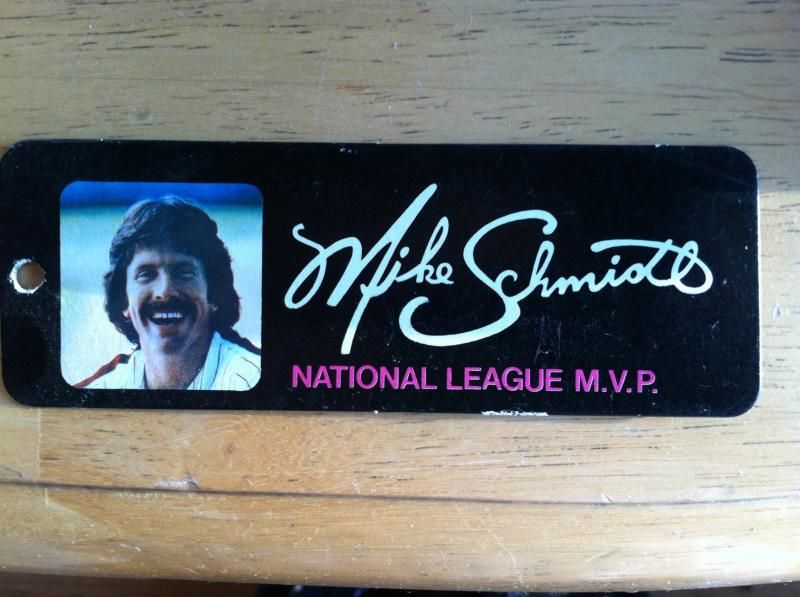 Mike Schmidt
NATIONAL LEAGUE M.V.P.